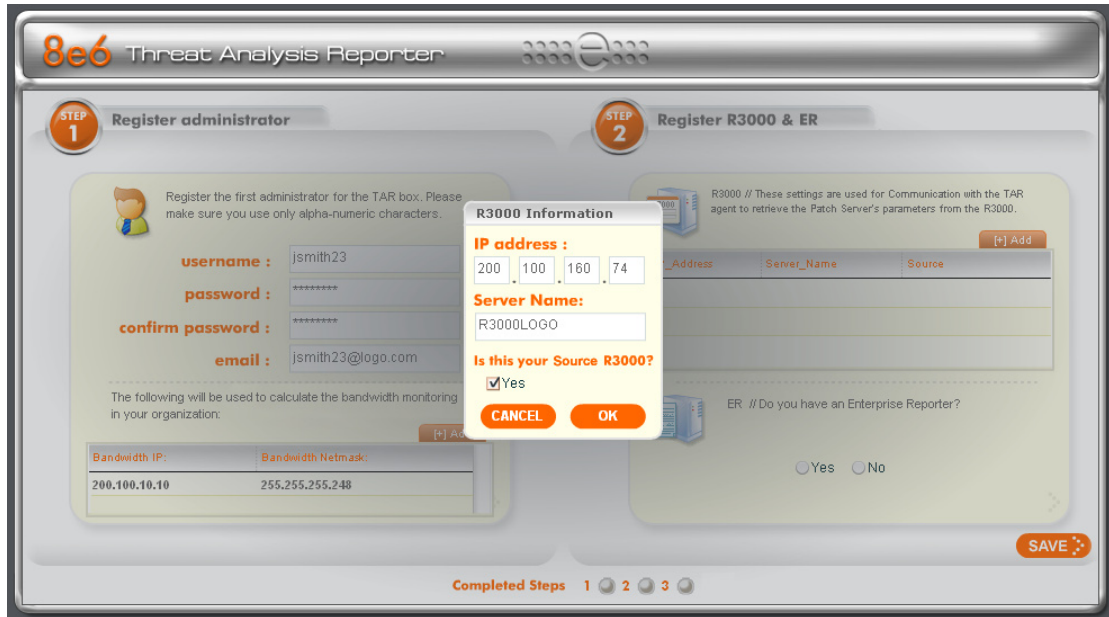 8e6 Threat Analysis Reporter
STEP 1
Register administrator
Register the first administrator for the TAR box. Please
make sure you use only alpha-numeric characters.
username : jsmith23
password : ********
confirm password : ********
email : jsmith23@logo.com
The following will be used to calculate the bandwidth monitoring
in your organization:
[+]
Bandwidth IP: Bandwidth Netmask:
200.100.10.10 255.255.255.248
R3000 Information
IP address :
200 . 100 . 160 . 74
Server Name:
R3000LOGO
Is this your Source R3000?
Yes
CANCEL OK
STEP 2
Register R3000 & ER
R3000 // These settings are used for Communication with the TAR
agent to retrieve the Patch Server's parameters from the R3000.
[+] Add
_Address Server_Name Source
ER // Do you have an Enterprise Reporter?
Yes No
SAVE
Completed Steps 1 2 3